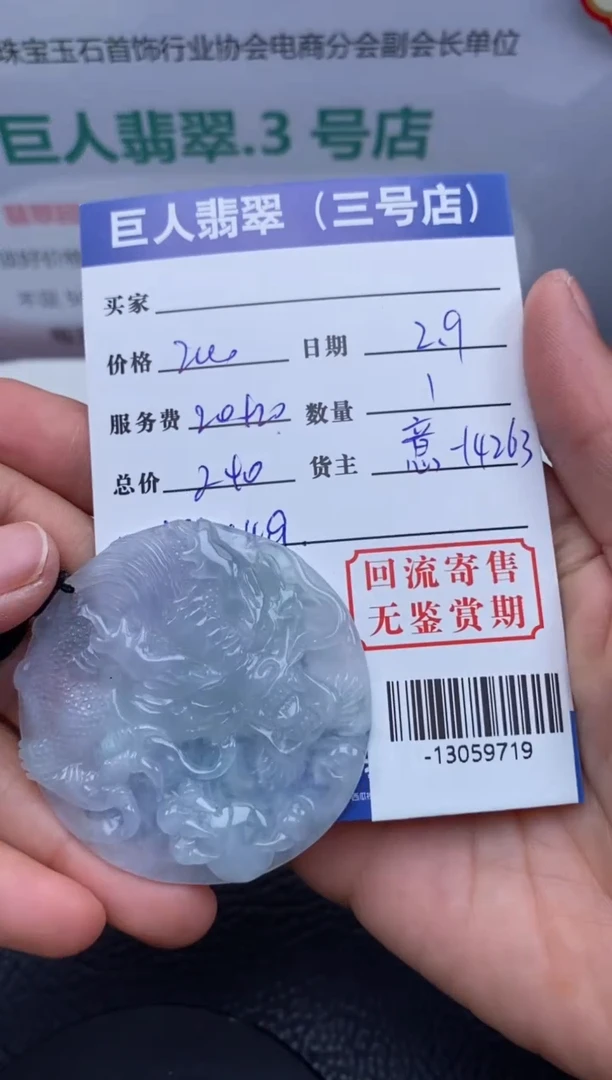 珠宝玉石首饰行业协会电商分会副会长单位
巨人翡翠.3 号店
巨人翡翠（三号店）
买家
价格 200 日期 2.9
服务费 20+20 数量 1
总价 240 货主 意-14263
回流寄售
无鉴赏期
-13059719